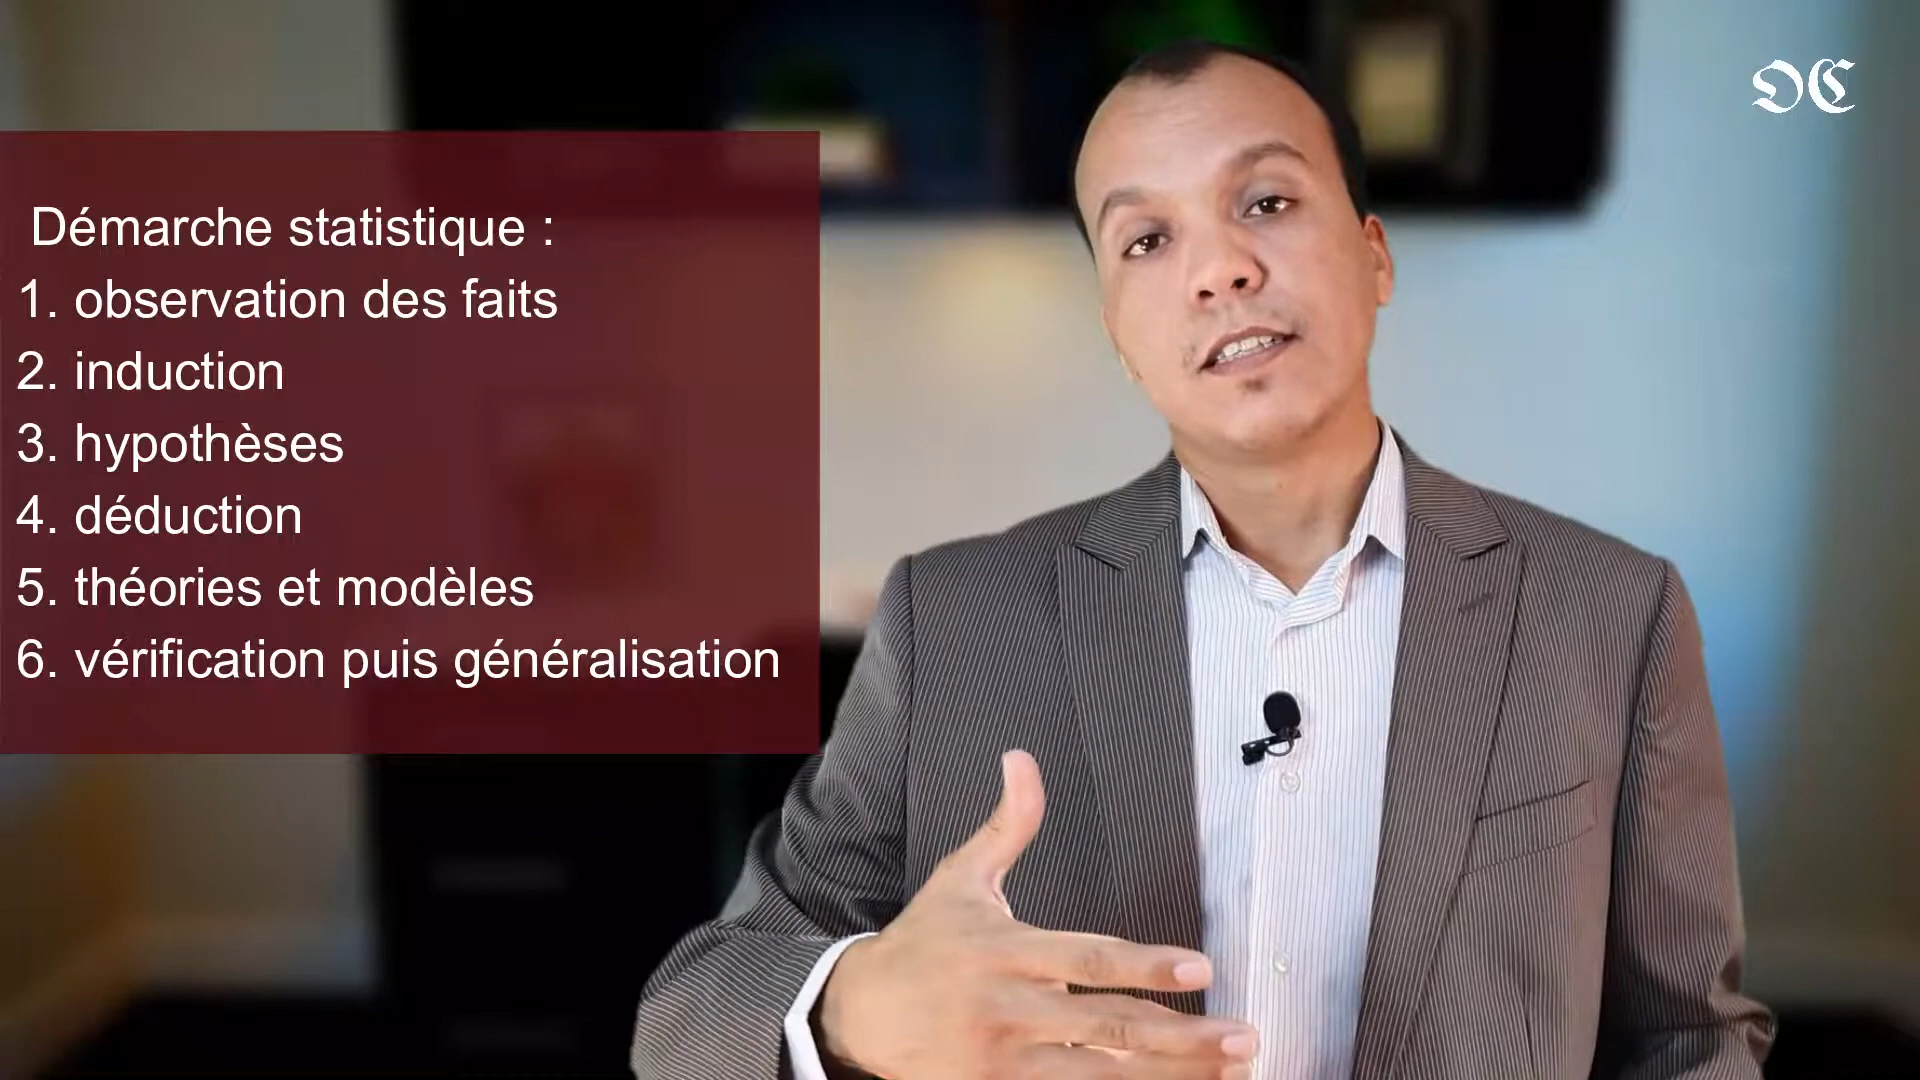 Démarche statistique :
1. observation des faits
2. induction
3. hypothèses
4. déduction
5. théories et modèles
6. vérification puis généralisation
DC